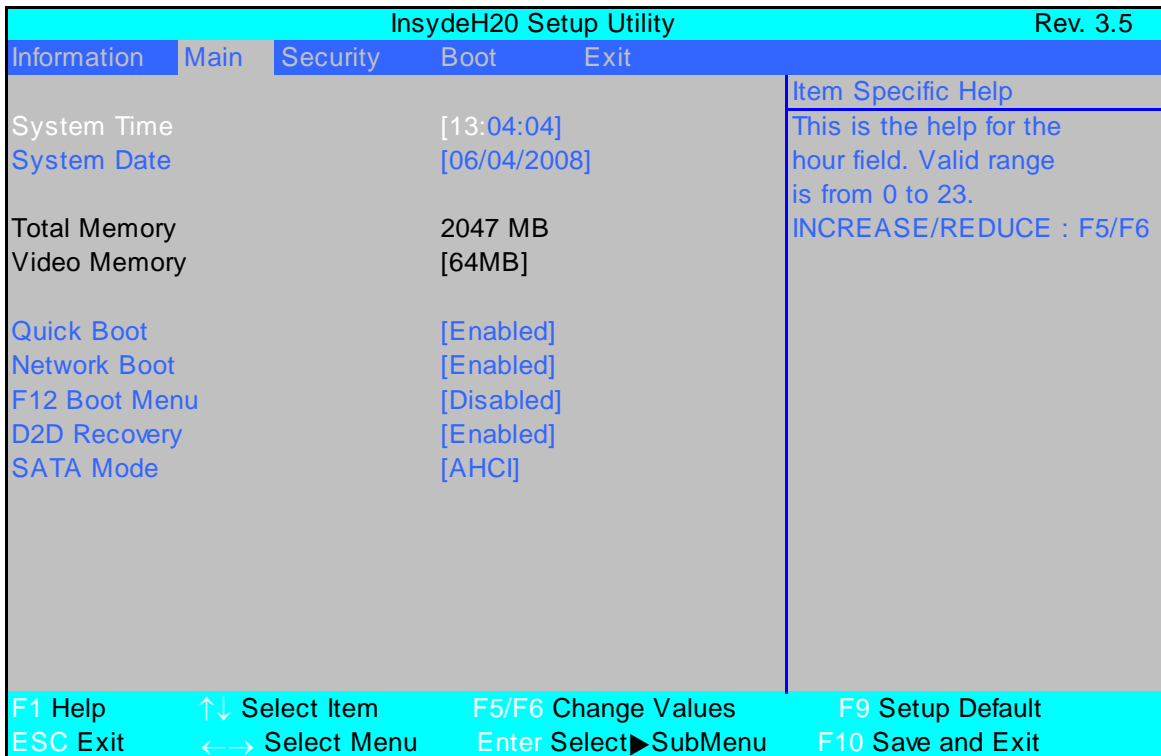 InsydeH20 Setup Utility Rev. 3.5
Information Main Security Boot Exit
Item Specific Help
System Time [13:04:04] This is the help for the
System Date [06/04/2008] hour field. Valid range
is from 0 to 23.
Total Memory 2047 MB INCREASE/REDUCE : F5/F6
Video Memory [64MB]
Quick Boot [Enabled]
Network Boot [Enabled]
F12 Boot Menu [Disabled]
D2D Recovery [Enabled]
SATA Mode [AHCI]
F1 Help ↑↓ Select Item F5/F6 Change Values F9 Setup Default
ESC Exit ←→ Select Menu Enter Select▶SubMenu F10 Save and Exit